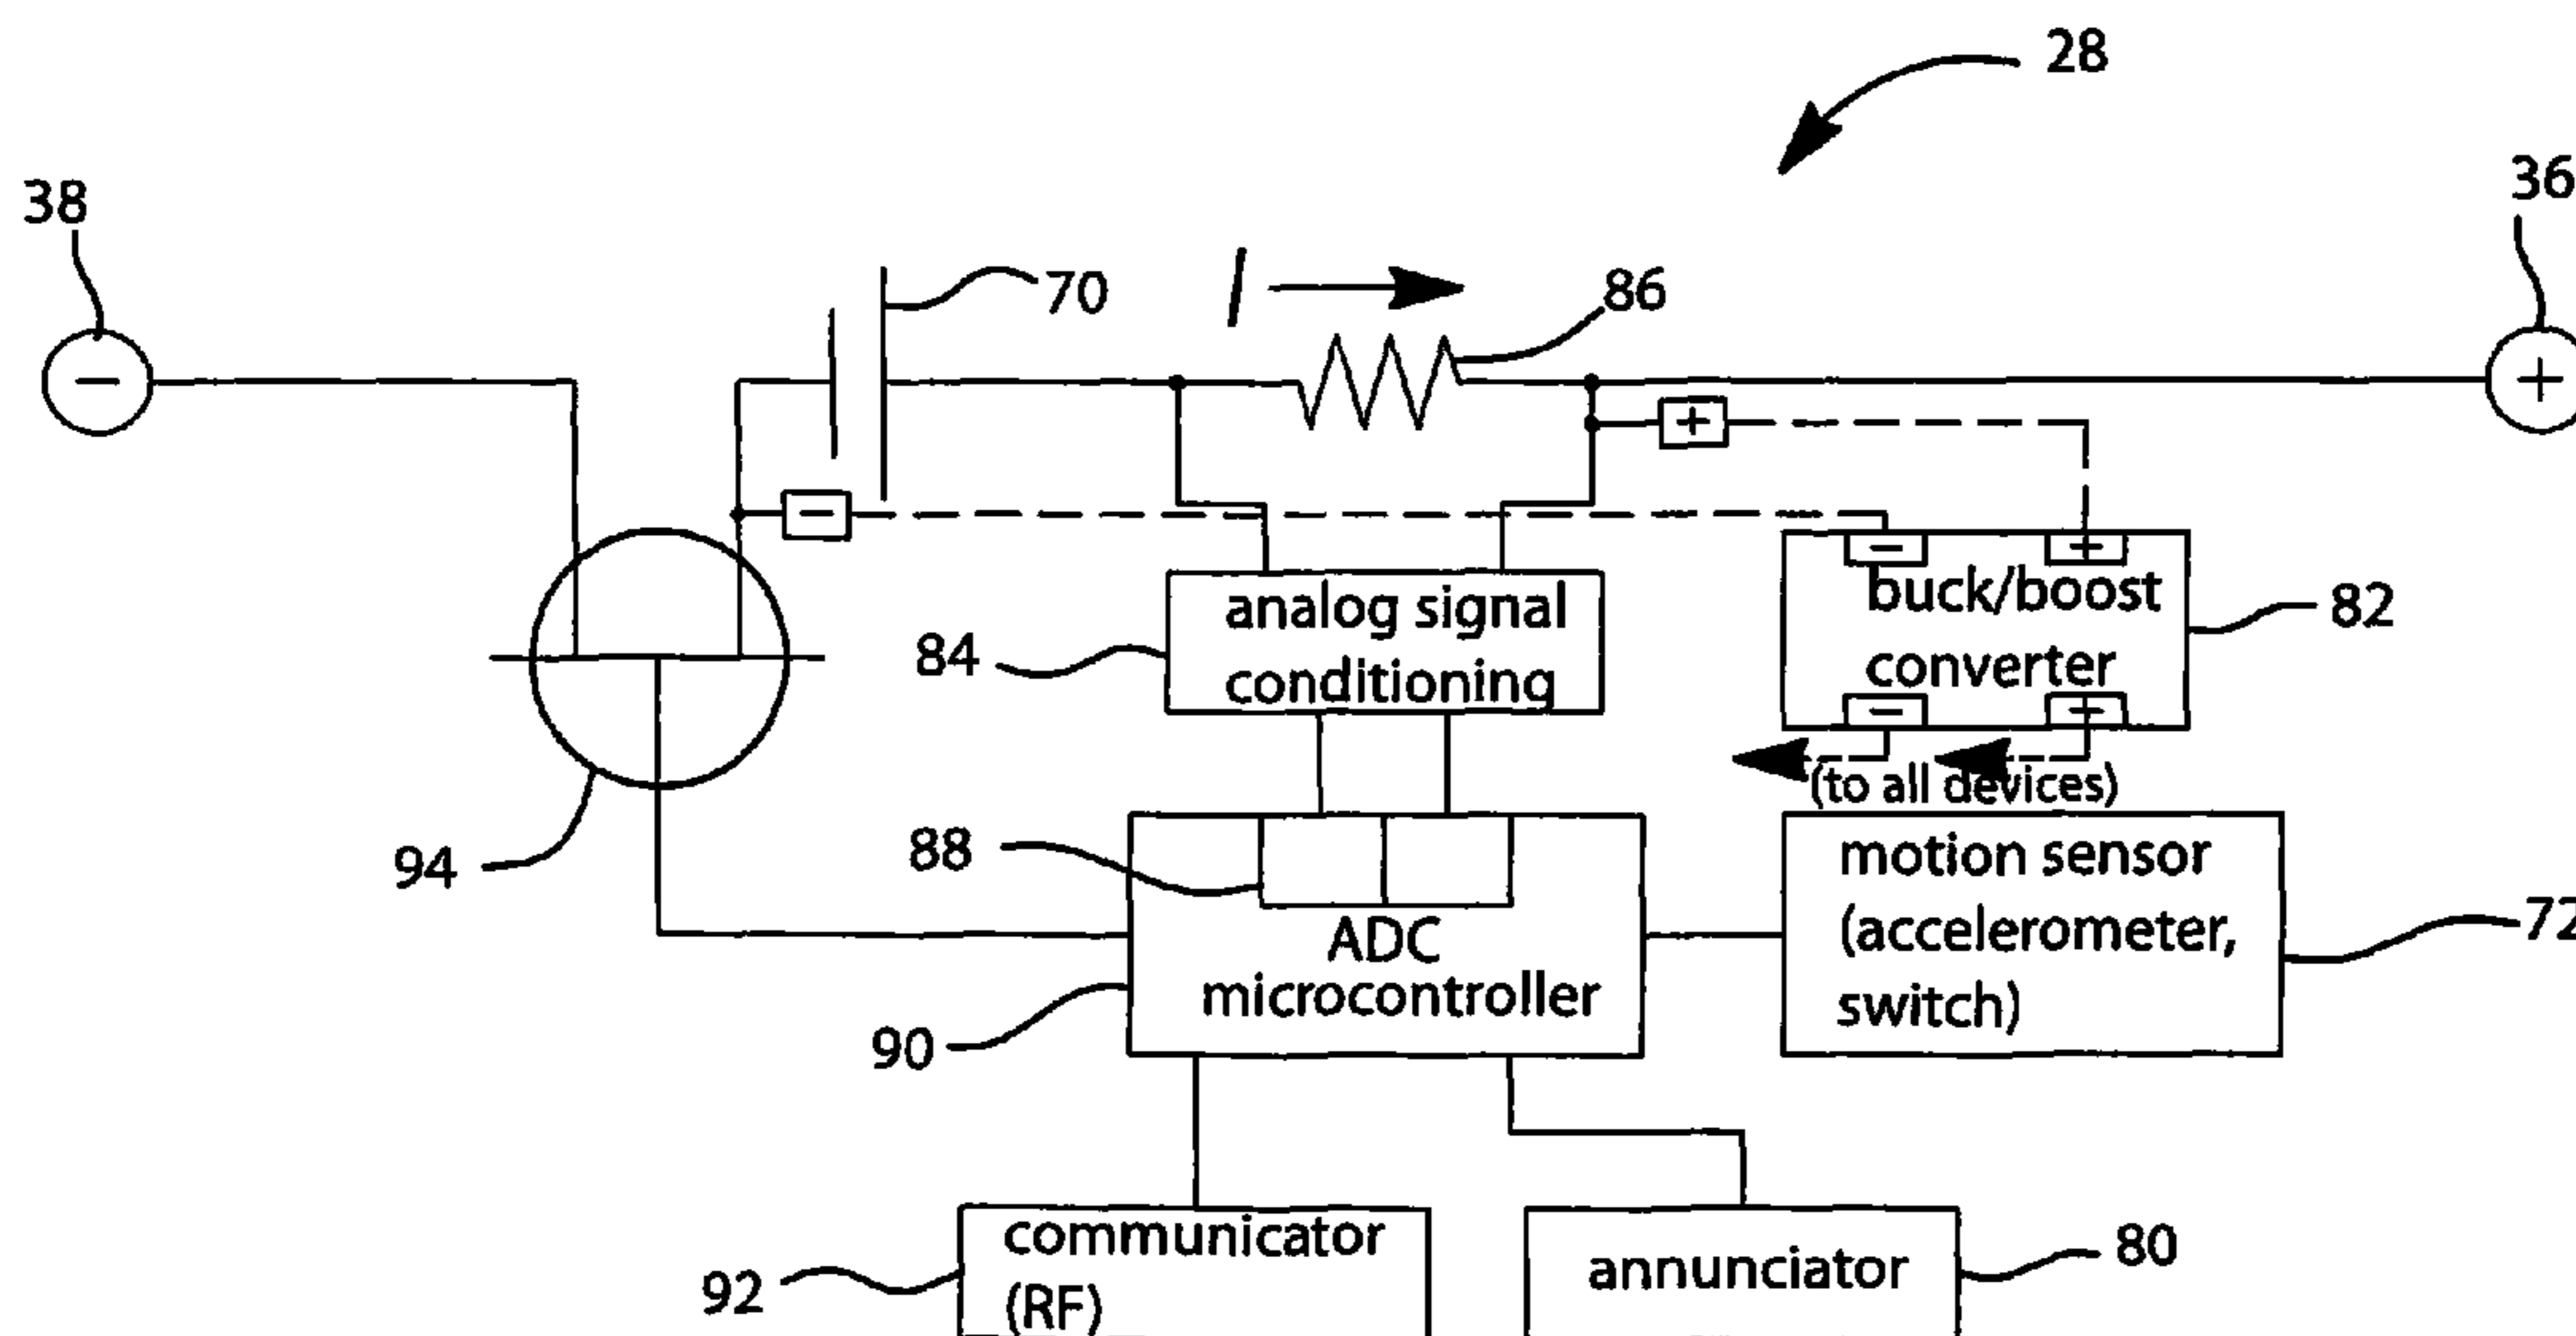 28
38
36
70
I
86
−
+
+
−
−
+
analog signal
conditioning
84
buck/boost
converter
82
−
+
(to all devices)
94
88
ADC
microcontroller
90
motion sensor
(accelerometer,
switch)
72
communicator
(RF)
92
annunciator
80